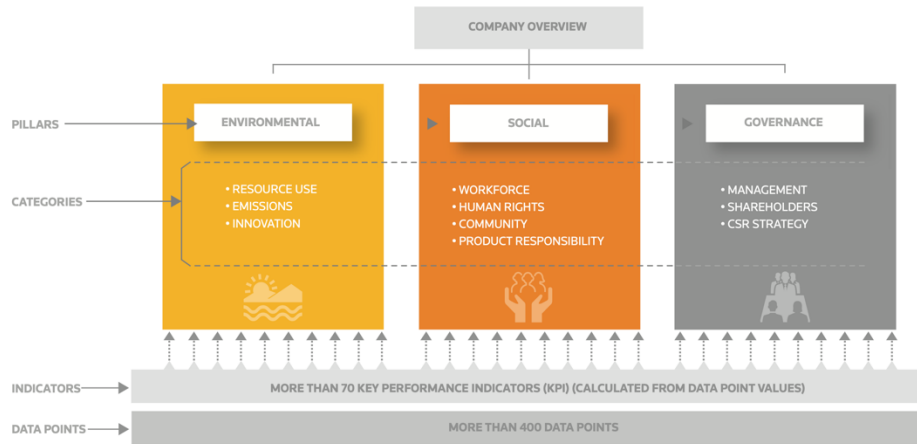 COMPANY OVERVIEW
PILLARS
ENVIRONMENTAL
SOCIAL
GOVERNANCE
CATEGORIES
• RESOURCE USE
• EMISSIONS
• INNOVATION
• WORKFORCE
• HUMAN RIGHTS
• COMMUNITY
• PRODUCT RESPONSIBILITY
• MANAGEMENT
• SHAREHOLDERS
• CSR STRATEGY
INDICATORS
MORE THAN 70 KEY PERFORMANCE INDICATORS (KPI) (CALCULATED FROM DATA POINT VALUES)
DATA POINTS
MORE THAN 400 DATA POINTS